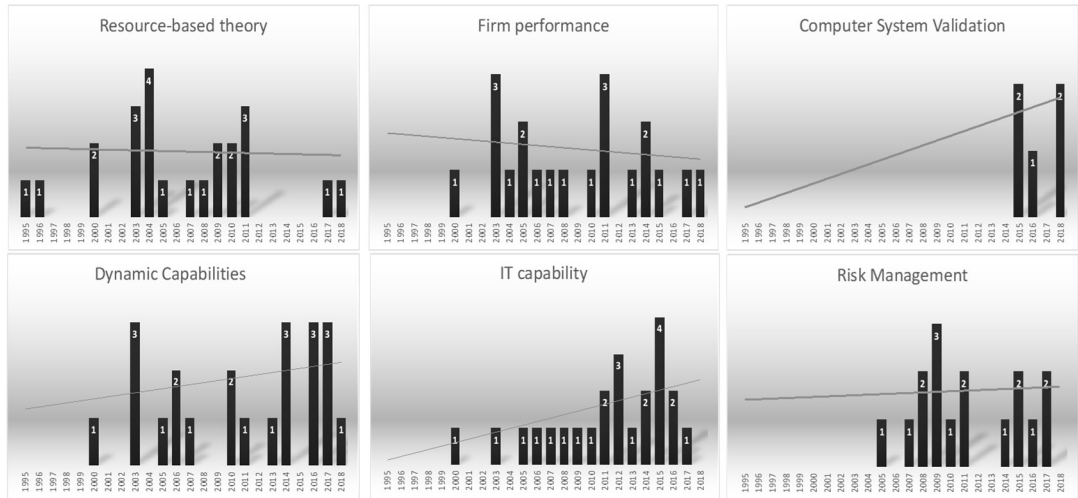 Resource-based theory
1 1 2 3 4 1 1 1 2 2 3 1 1
1995 1996 1997 1998 1999 2000 2001 2002 2003 2004 2005 2006 2007 2008 2009 2010 2011 2012 2013 2014 2015 2016 2017 2018
Firm performance
1 3 1 2 1 1 1 1 3 1 2 1 1 1
1995 1996 1997 1998 1999 2000 2001 2002 2003 2004 2005 2006 2007 2008 2009 2010 2011 2012 2013 2014 2015 2016 2017 2018
Computer System Validation
2 1 2
1995 1996 1997 1998 1999 2000 2001 2002 2003 2004 2005 2006 2007 2008 2009 2010 2011 2012 2013 2014 2015 2016 2017 2018
Dynamic Capabilities
1 3 1 2 1 2 1 1 3 3 3 1
1995 1996 1997 1998 1999 2000 2001 2002 2003 2004 2005 2006 2007 2008 2009 2010 2011 2012 2013 2014 2015 2016 2017 2018
IT capability
1 1 1 1 1 1 1 1 2 3 1 2 4 2 1
1995 1996 1997 1998 1999 2000 2001 2002 2003 2004 2005 2006 2007 2008 2009 2010 2011 2012 2013 2014 2015 2016 2017 2018
Risk Management
1 1 2 3 1 2 1 2 1 2
1995 1996 1997 1998 1999 2000 2001 2002 2003 2004 2005 2006 2007 2008 2009 2010 2011 2012 2013 2014 2015 2016 2017 2018